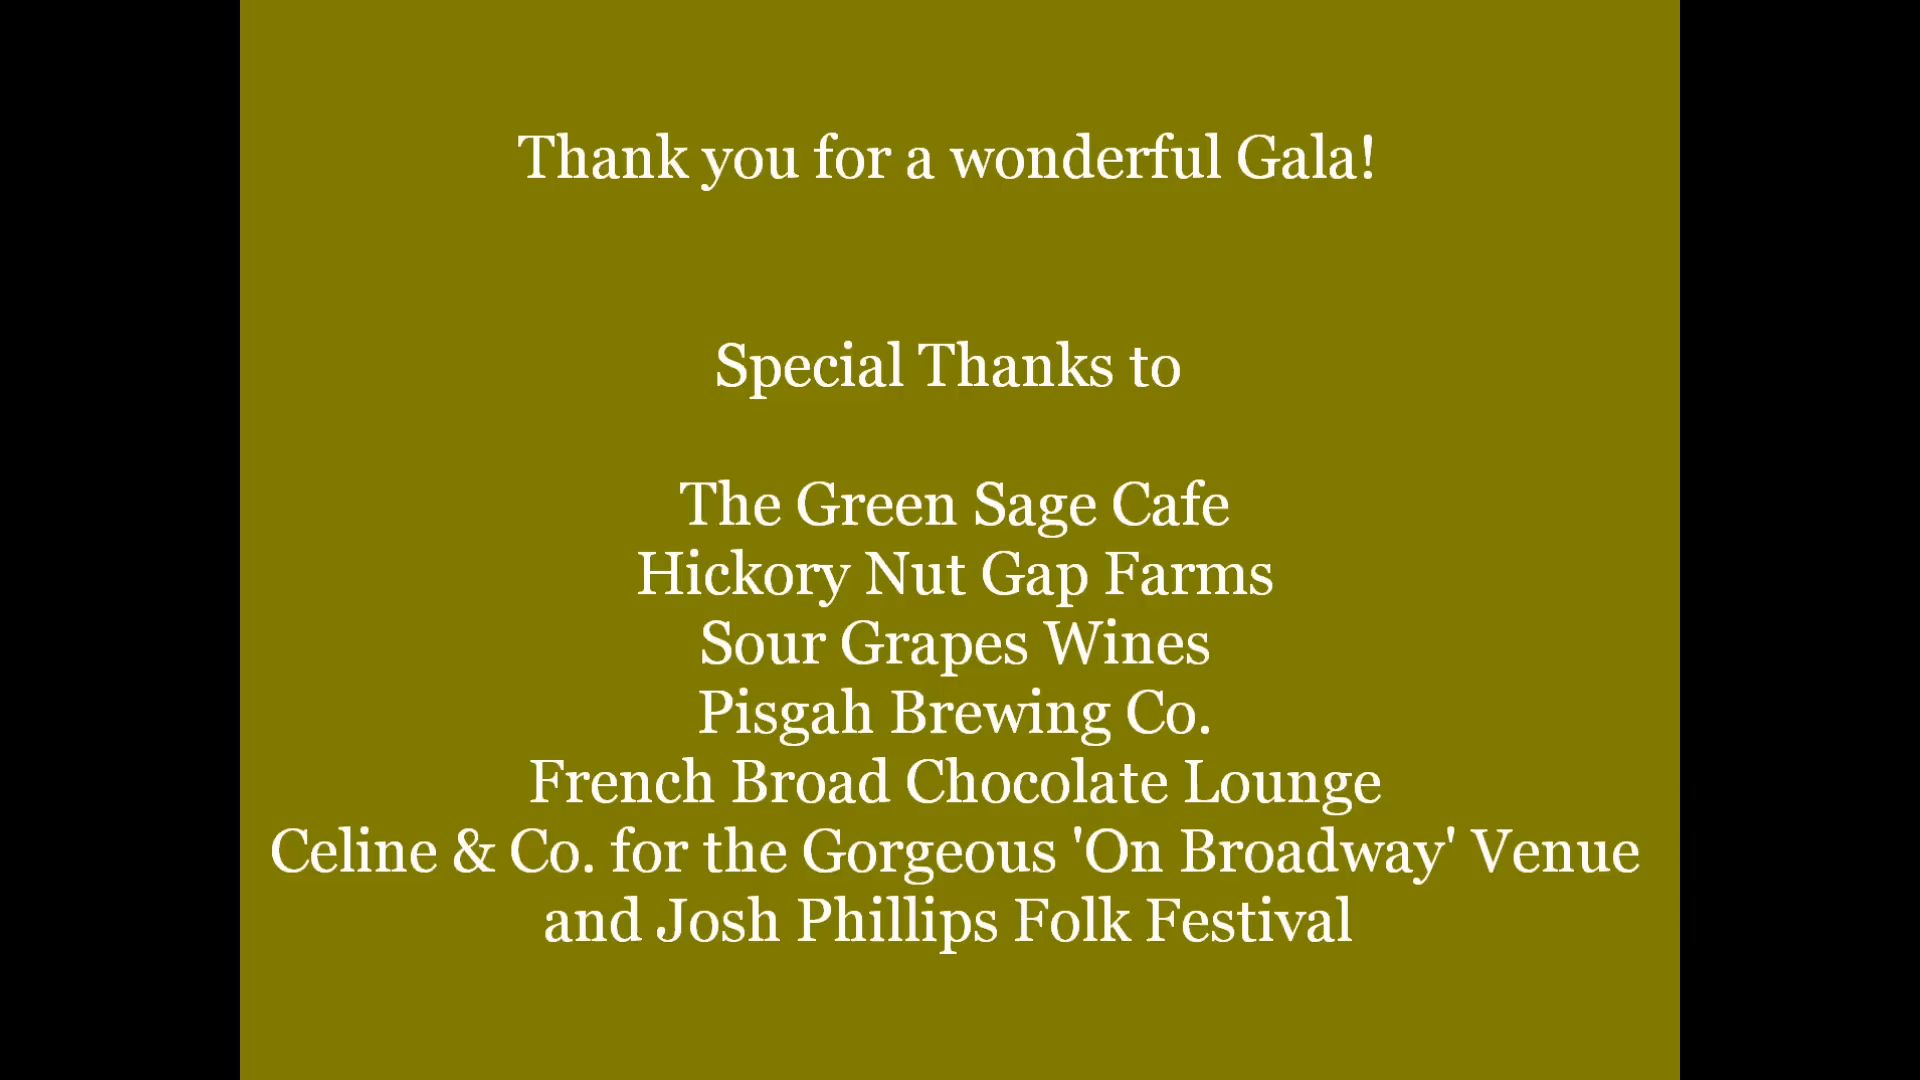 Thank you for a wonderful Gala!
Special Thanks to
The Green Sage Cafe
Hickory Nut Gap Farms
Sour Grapes Wines
Pisgah Brewing Co.
French Broad Chocolate Lounge
Celine & Co. for the Gorgeous 'On Broadway' Venue
and Josh Phillips Folk Festival